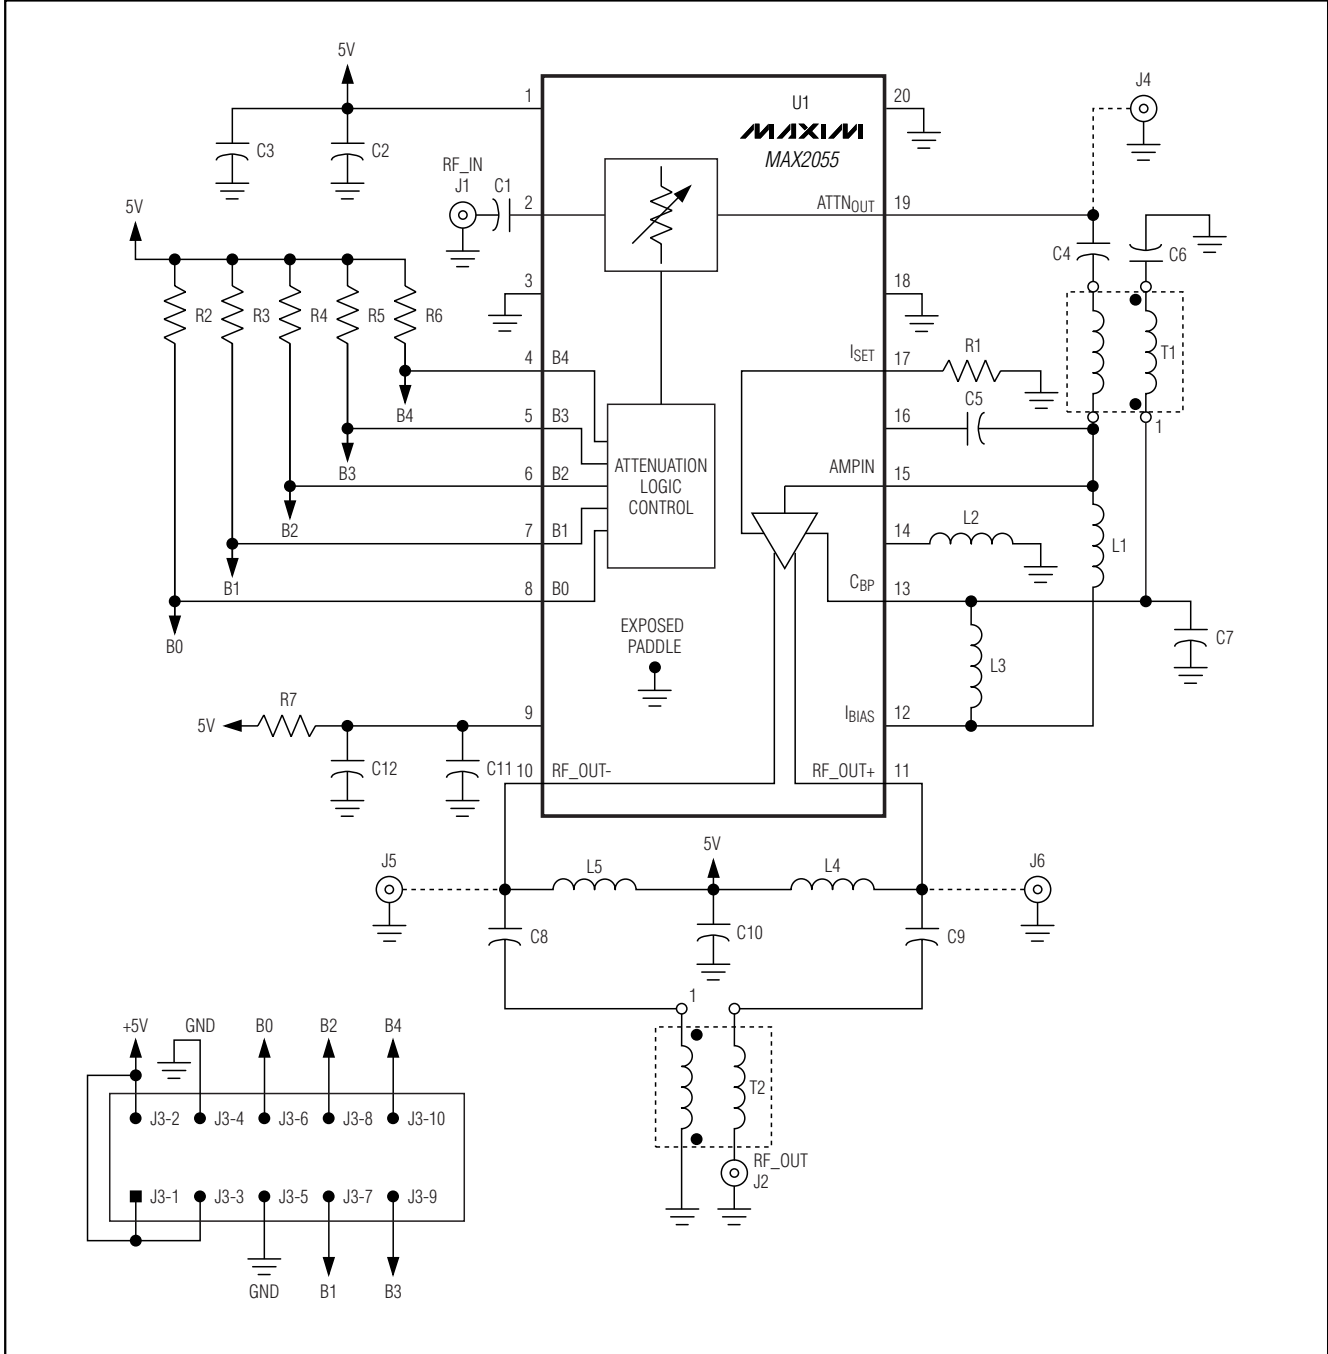 5V
J4
1
U1
20
MAXIM
MAX2055
C3
C2
RF_IN
J1
C1
2
ATTNOUT
19
5V
C4
C6
3
18
R2
R3
R4
R5
R6
ISET
17
R1
T1
4
B4
B4
C5
5
B3
16
1
B3
ATTENUATION
LOGIC
CONTROL
AMPIN
15
6
B2
B2
L2
7
B1
14
L1
B1
CBP
13
8
B0
B0
EXPOSED
PADDLE
C7
L3
R7
5V
9
IBIAS
12
C12
C11
10
RF_OUT-
RF_OUT+
11
5V
J5
L5
L4
J6
C8
C10
C9
1
+5V
GND
B0
B2
B4
T2
J3-2
J3-4
J3-6
J3-8
J3-10
RF_OUT
J2
J3-1
J3-3
J3-5
J3-7
J3-9
GND
B1
B3